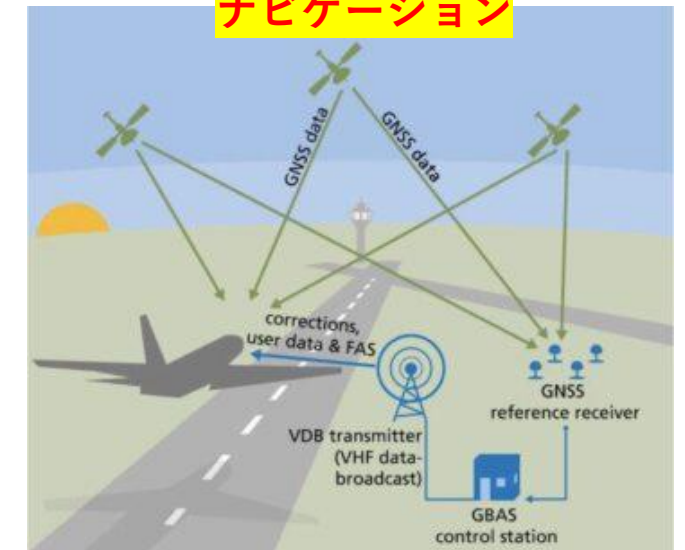 ナビゲーション
GNSS data
GNSS data
corrections,
user data & FAS
GNSS
reference receiver
VDB transmitter
(VHF data-
broadcast)
GBAS
control station